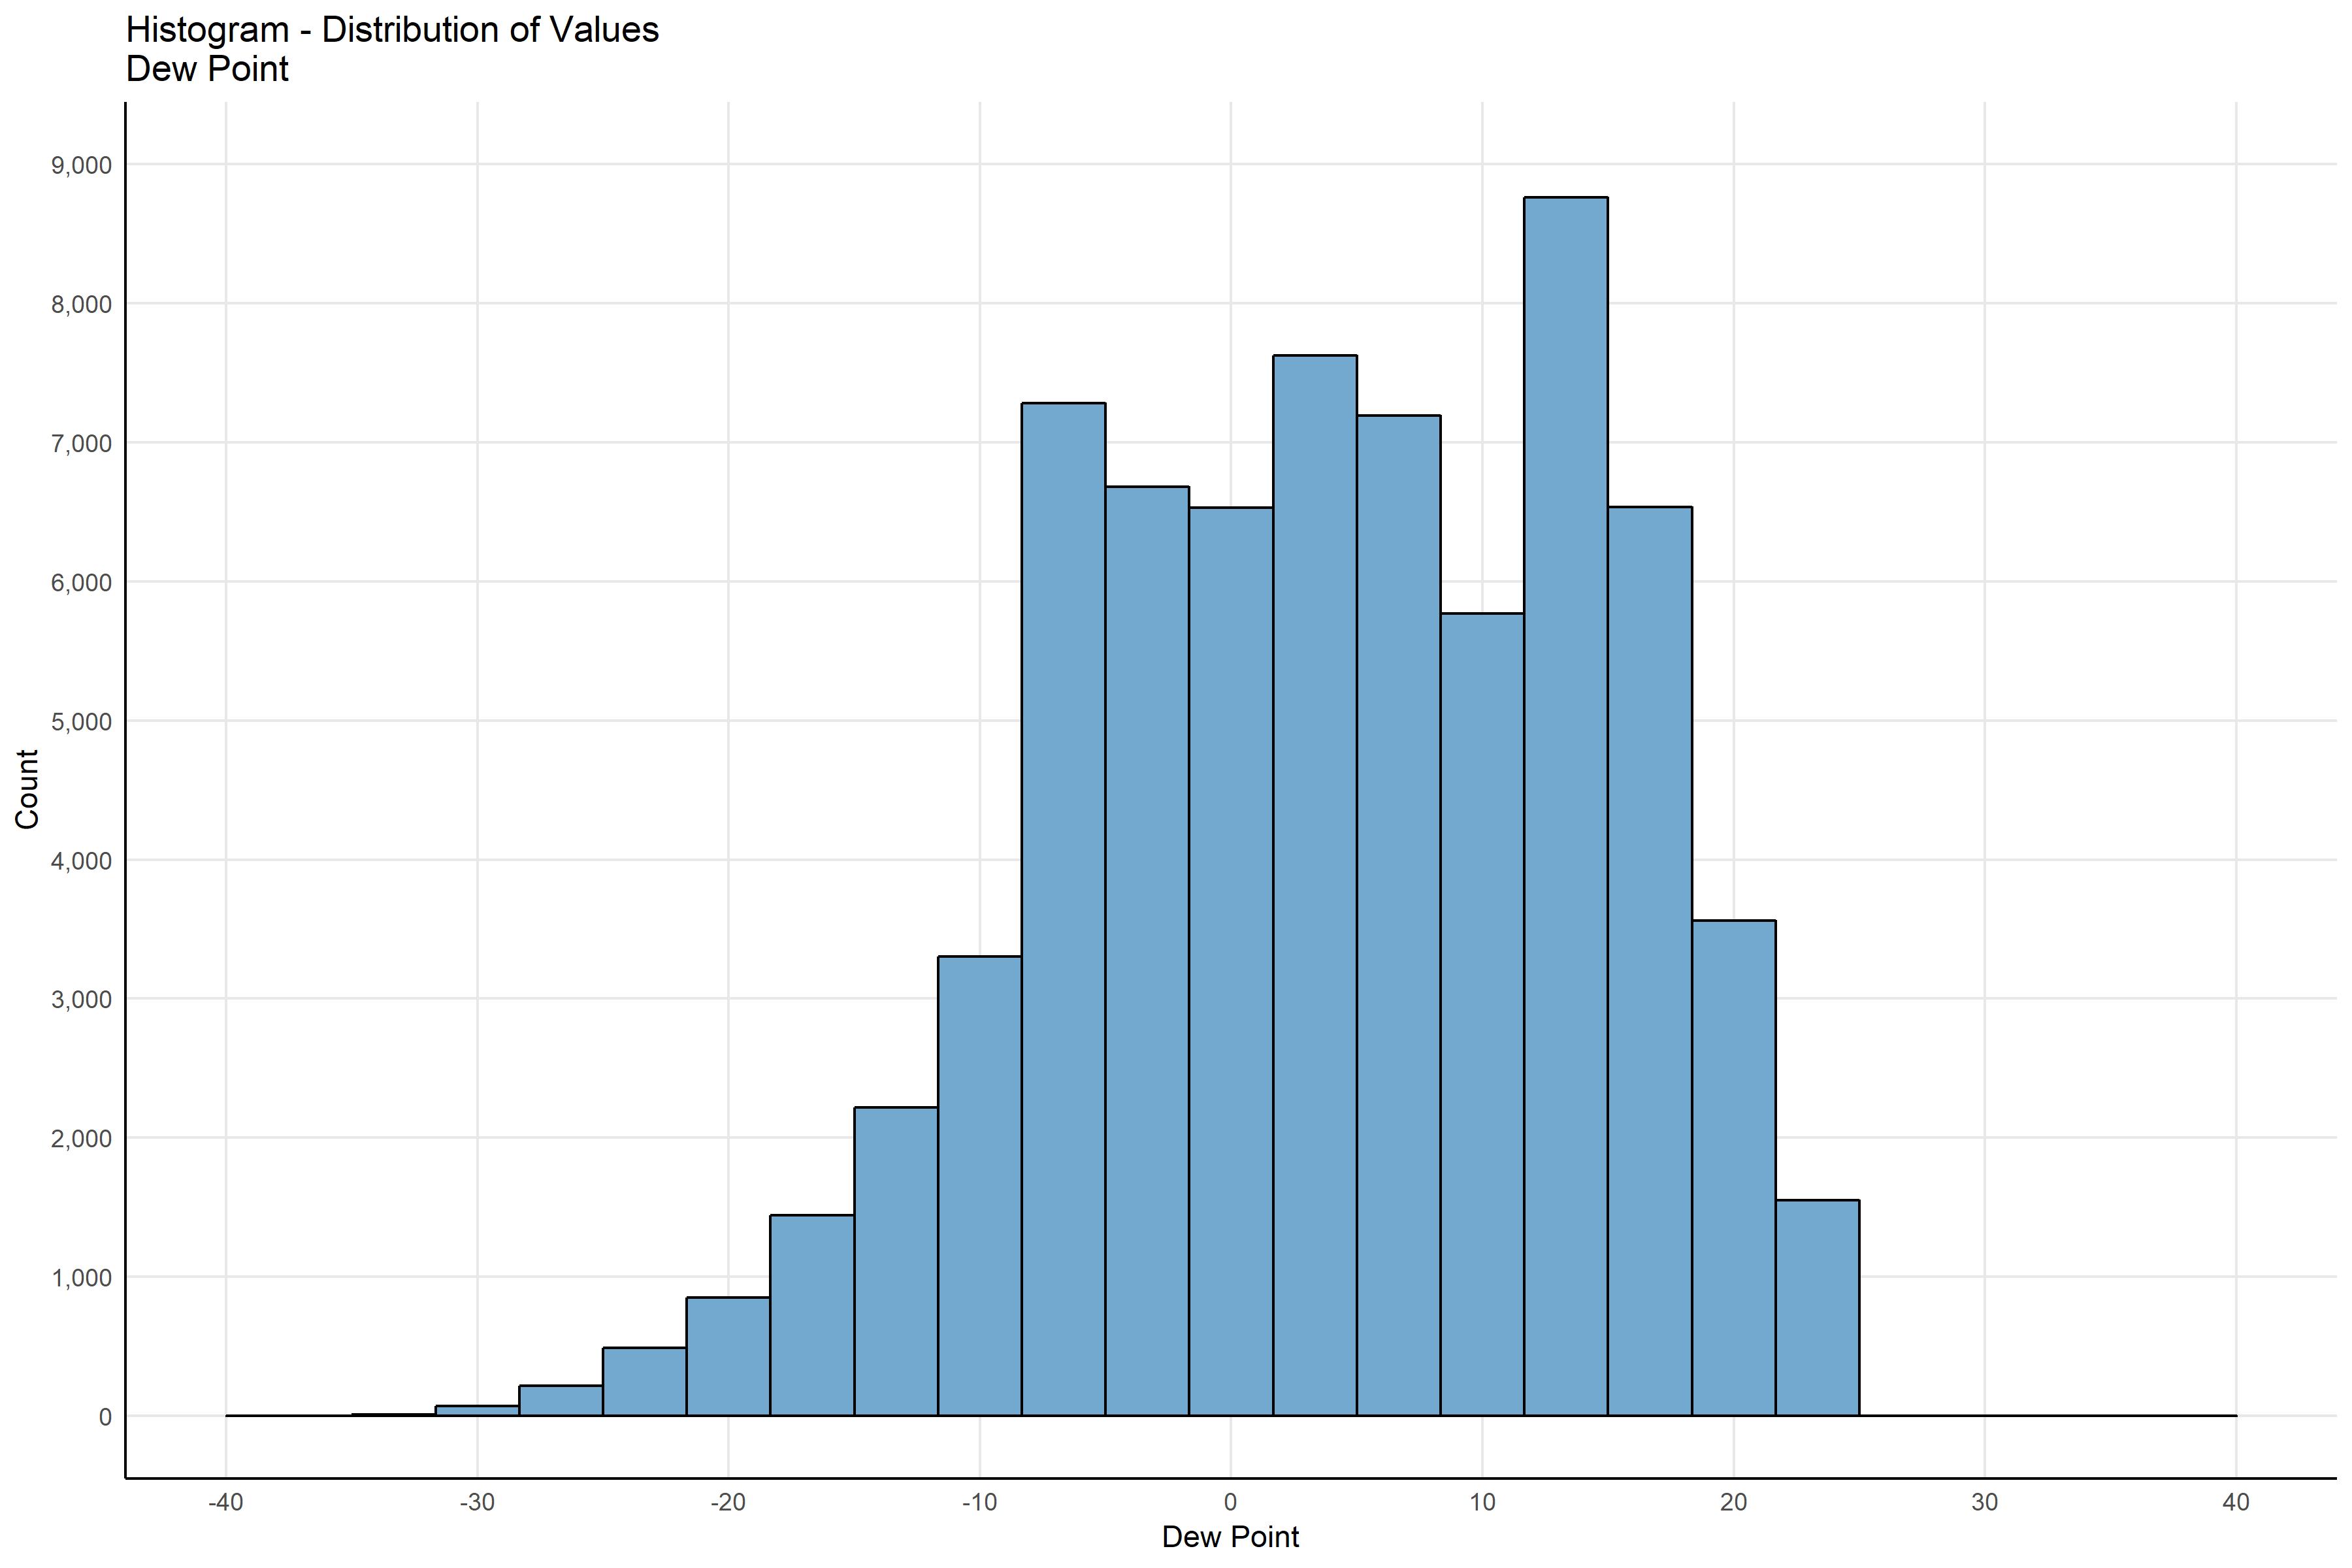 Histogram - Distribution of Values
Dew Point
9,000
8,000
7,000
6,000
5,000
4,000
3,000
2,000
1,000
0
Count
-40 -30 -20 -10 0 10 20 30 40
Dew Point